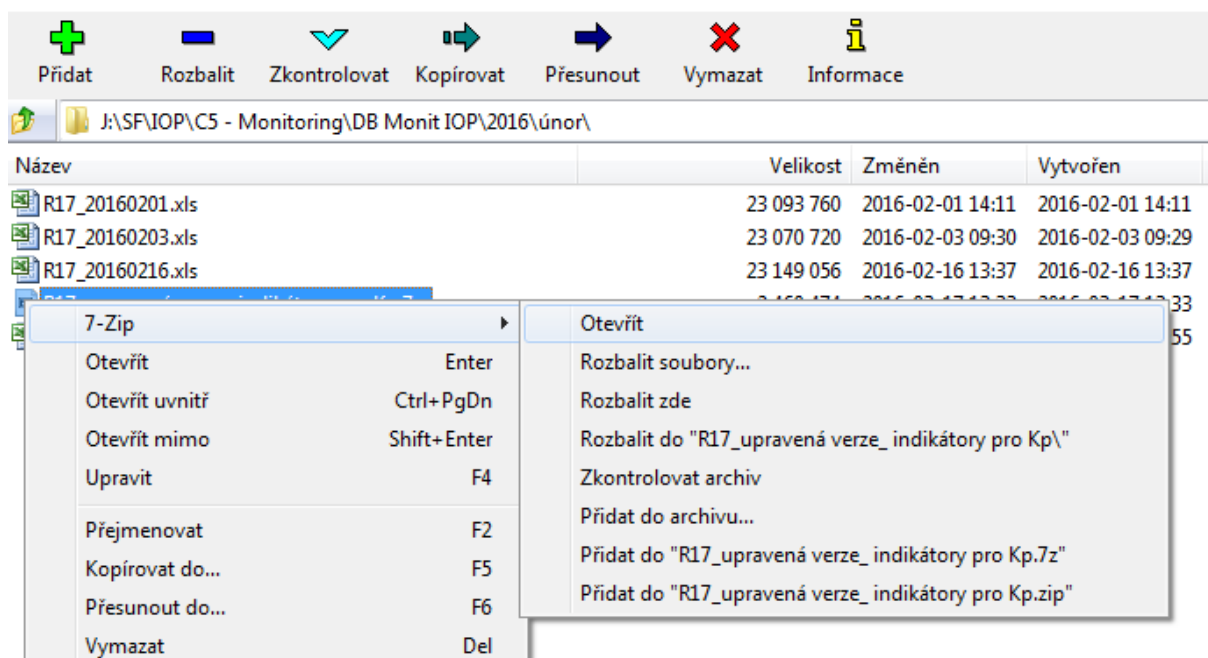 Přidat Rozbalit Zkontrolovat Kopírovat Přesunout Vymazat Informace
J:\SF\IOP\C5 - Monitoring\DB Monit IOP\2016\únor\
Název Velikost Změněn Vytvořen
R17_20160201.xls 23 093 760 2016-02-01 14:11 2016-02-01 14:11
R17_20160203.xls 23 070 720 2016-02-03 09:30 2016-02-03 09:29
R17_20160216.xls 23 149 056 2016-02-16 13:37 2016-02-16 13:37
33
55
7-Zip
Otevřít Enter
Otevřít uvnitř Ctrl+PgDn
Otevřít mimo Shift+Enter
Upravit F4
Přejmenovat F2
Kopírovat do... F5
Přesunout do... F6
Vymazat Del
Otevřít
Rozbalit soubory...
Rozbalit zde
Rozbalit do "R17_upravená verze_ indikátory pro Kp\"
Zkontrolovat archiv
Přidat do archivu...
Přidat do "R17_upravená verze_ indikátory pro Kp.7z"
Přidat do "R17_upravená verze_ indikátory pro Kp.zip"